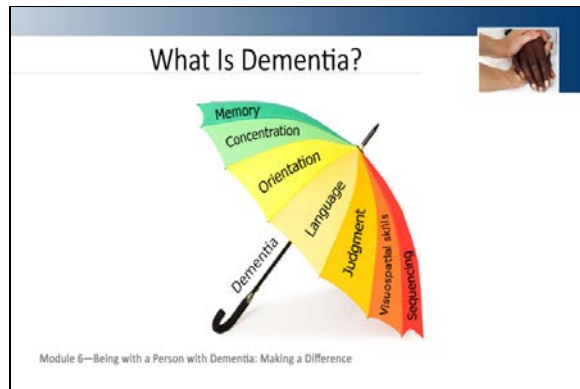 What Is Dementia?
Memory
Concentration
Orientation
Language
Judgment
Visuospatial skills
Sequencing
Dementia
Module 6—Being with a Person with Dementia: Making a Difference